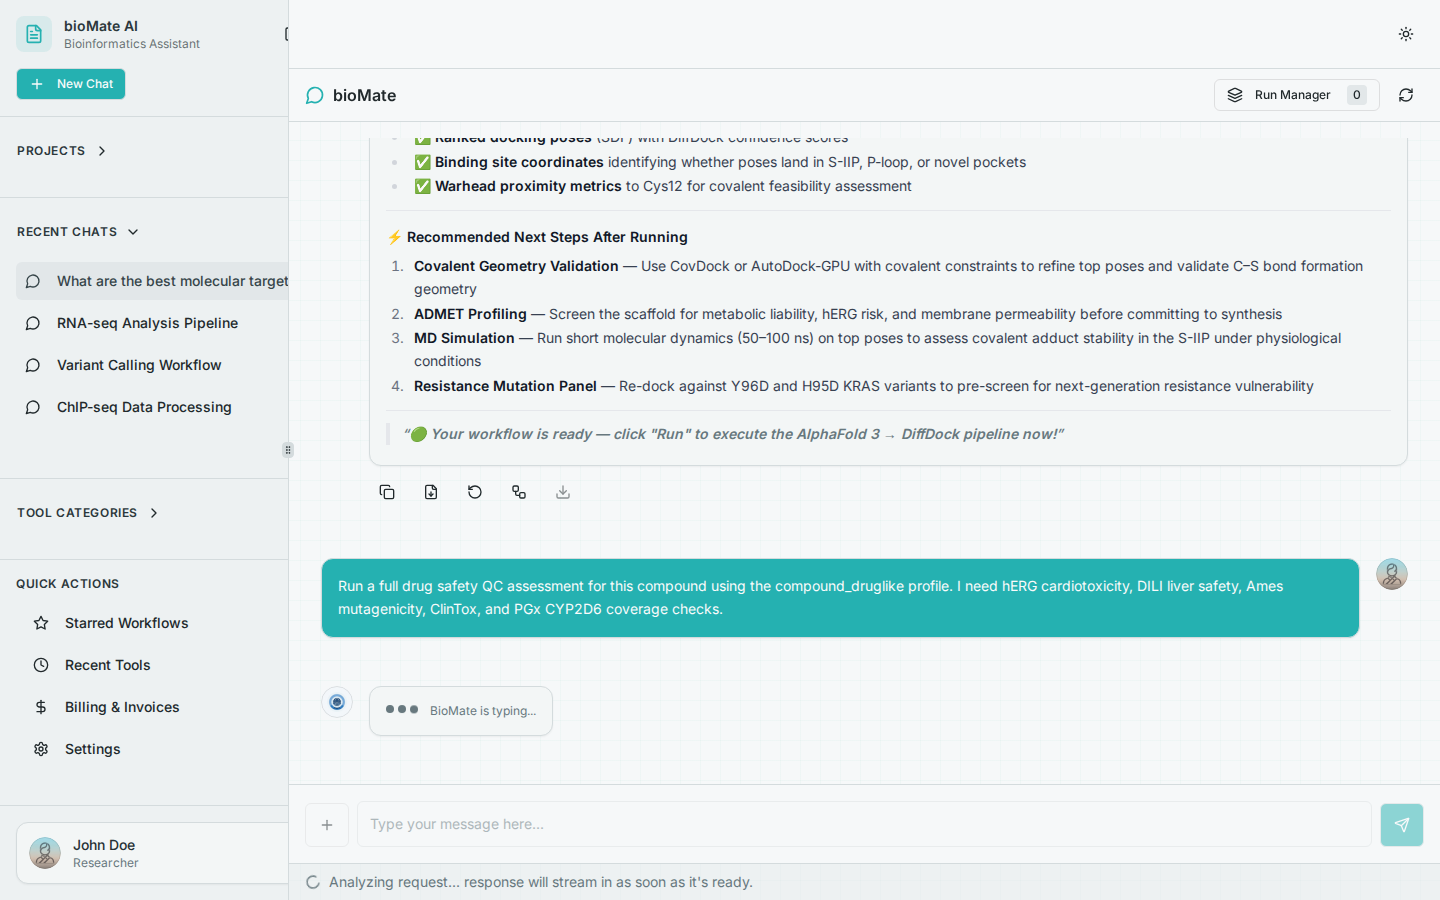 bioMate AI
Bioinformatics Assistant
New Chat
PROJECTS
RECENT CHATS
What are the best molecular target
RNA-seq Analysis Pipeline
Variant Calling Workflow
ChIP-seq Data Processing
TOOL CATEGORIES
QUICK ACTIONS
Starred Workflows
Recent Tools
Billing & Invoices
Settings
John Doe
Researcher
bioMate
Run Manager 0
✅ Ranked docking poses (SDF) with DiffDock confidence scores
✅ Binding site coordinates identifying whether poses land in S-IIP, P-loop, or novel pockets
✅ Warhead proximity metrics to Cys12 for covalent feasibility assessment
⚡ Recommended Next Steps After Running
1. Covalent Geometry Validation — Use CovDock or AutoDock-GPU with covalent constraints to refine top poses and validate C–S bond formation
geometry
2. ADMET Profiling — Screen the scaffold for metabolic liability, hERG risk, and membrane permeability before committing to synthesis
3. MD Simulation — Run short molecular dynamics (50–100 ns) on top poses to assess covalent adduct stability in the S-IIP under physiological
conditions
4. Resistance Mutation Panel — Re-dock against Y96D and H95D KRAS variants to pre-screen for next-generation resistance vulnerability
“🟢 Your workflow is ready — click "Run" to execute the AlphaFold 3 → DiffDock pipeline now!”
Run a full drug safety QC assessment for this compound using the compound_druglike profile. I need hERG cardiotoxicity, DILI liver safety, Ames
mutagenicity, ClinTox, and PGx CYP2D6 coverage checks.
BioMate is typing...
Type your message here...
Analyzing request... response will stream in as soon as it's ready.